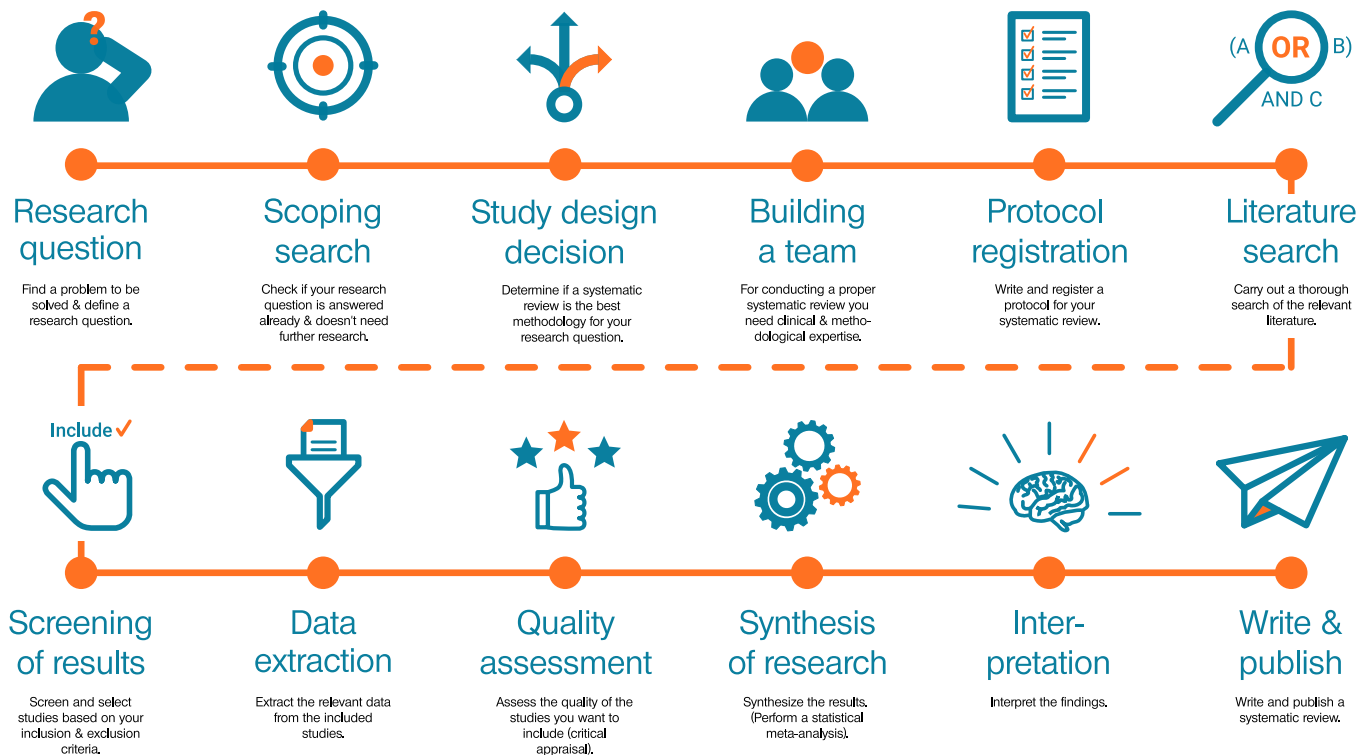 ?
(A OR B)
AND C
Research
question
Find a problem to be
solved & define a
research question.
Scoping
search
Check if your research
question is answered
already & doesn't need
further research.
Study design
decision
Determine if a systematic
review is the best
methodology for your
research question.
Building
a team
For conducting a proper
systematic review you
need clinical & metho-
dological expertise.
Protocol
registration
Write and register a
protocol for your
systematic review.
Literature
search
Carry out a thorough
search of the relevant
literature.
Include ✓
Screening
of results
Screen and select
studies based on your
inclusion & exclusion
criteria.
Data
extraction
Extract the relevant data
from the included
studies.
Quality
assessment
Assess the quality of the
studies you want to
include (critical
appraisal).
Synthesis
of research
Synthesize the results.
(Perform a statistical
meta-analysis).
Inter-
pretation
Interpret the findings.
Write &
publish
Write and publish a
systematic review.